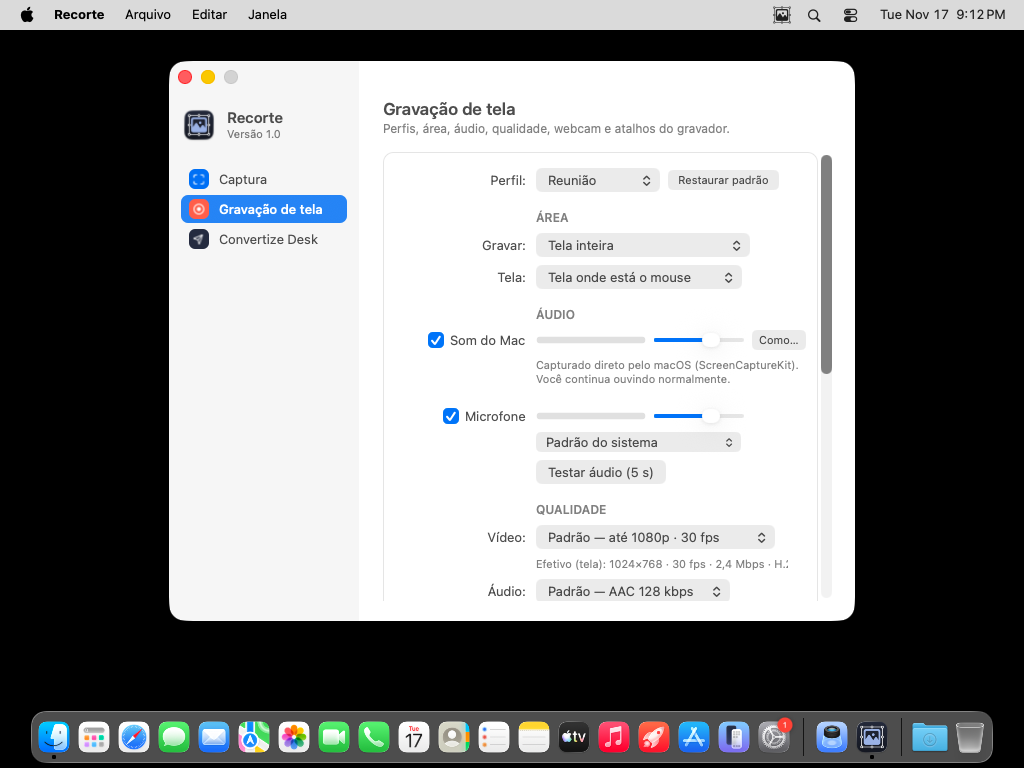 Recorte Arquivo Editar Janela Tue Nov 17 9:12 PM
Recorte
Versão 1.0
Captura
Gravação de tela
Convertize Desk
Gravação de tela
Perfis, área, áudio, qualidade, webcam e atalhos do gravador.
Perfil: Reunião Restaurar padrão
ÁREA
Gravar: Tela inteira
Tela: Tela onde está o mouse
ÁUDIO
Som do Mac Como...
Capturado direto pelo macOS (ScreenCaptureKit).
Você continua ouvindo normalmente.
Microfone
Padrão do sistema
Testar áudio (5 s)
QUALIDADE
Vídeo: Padrão — até 1080p · 30 fps
Efetivo (tela): 1024×768 · 30 fps · 2,4 Mbps
Áudio: Padrão — AAC 128 kbps
Tue
17
tv
1